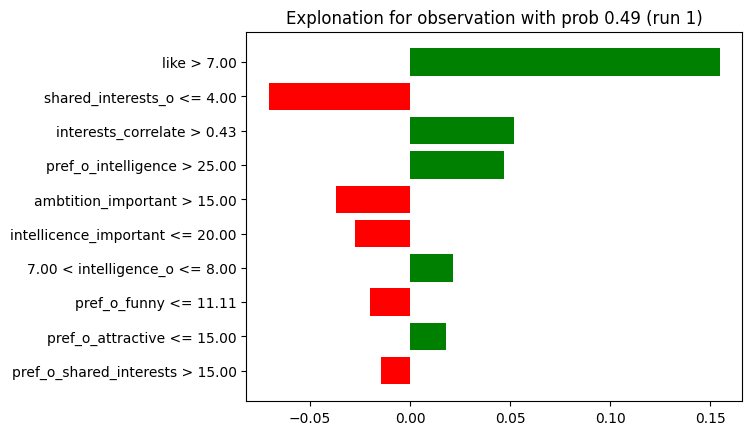 Explonation for observation with prob 0.49 (run 1)
like > 7.00
shared_interests_o <= 4.00
interests_correlate > 0.43
pref_o_intelligence > 25.00
ambtition_important > 15.00
intellicence_important <= 20.00
7.00 < intelligence_o <= 8.00
pref_o_funny <= 11.11
pref_o_attractive <= 15.00
pref_o_shared_interests > 15.00
−0.05 0.00 0.05 0.10 0.15